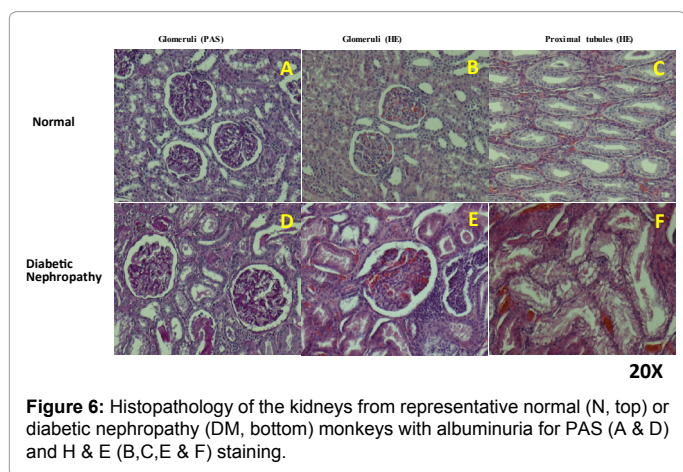 Glomeruli (PAS) Glomeruli (HE) Proximal tubules (HE)
Normal A B C
Diabetic
Nephropathy D E F
20X
Figure 6: Histopathology of the kidneys from representative normal (N, top) or
diabetic nephropathy (DM, bottom) monkeys with albuminuria for PAS (A & D)
and H & E (B,C,E & F) staining.